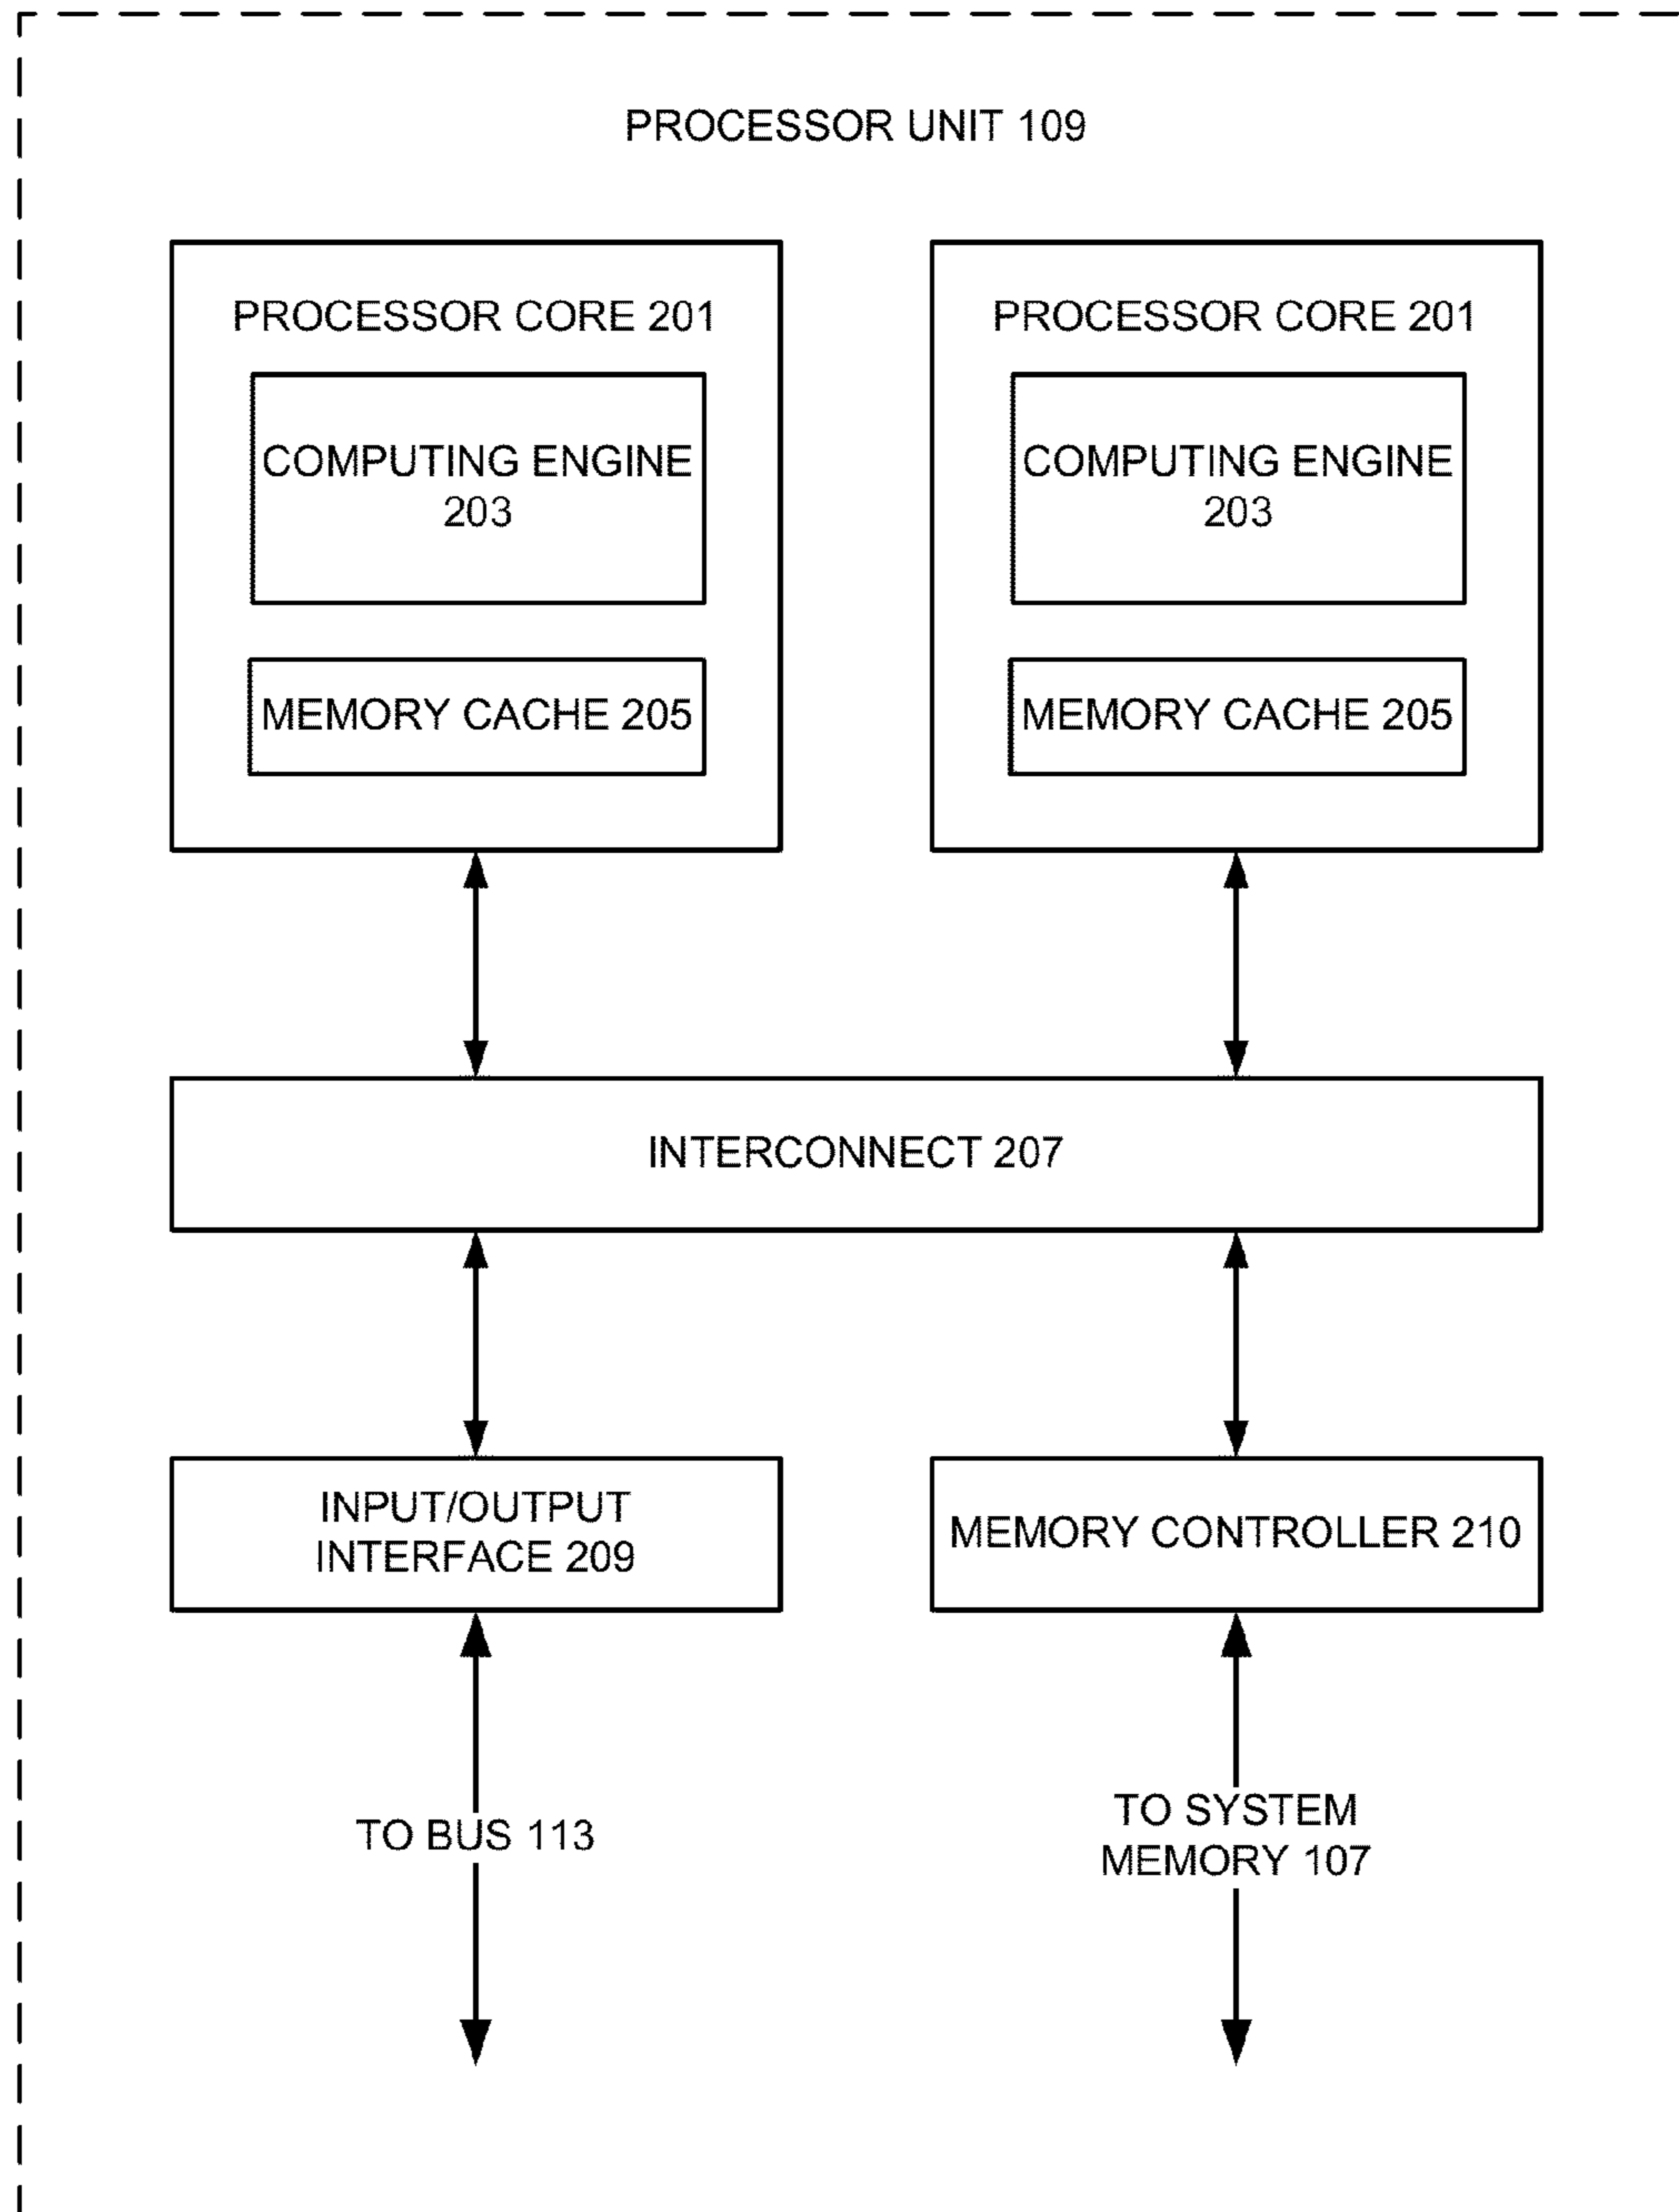 PROCESSOR UNIT 109
PROCESSOR CORE 201
COMPUTING ENGINE
203
MEMORY CACHE 205
PROCESSOR CORE 201
COMPUTING ENGINE
203
MEMORY CACHE 205
INTERCONNECT 207
INPUT/OUTPUT
INTERFACE 209
MEMORY CONTROLLER 210
TO BUS 113
TO SYSTEM
MEMORY 107